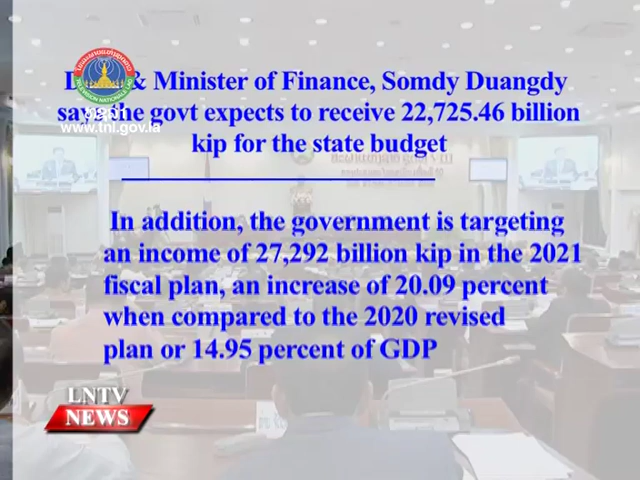 & Minister of Finance, Somdy Duangdy
says the govt expects to receive 22,725.46 billion
kip for the state budget
www.tnl.gov.la
In addition, the government is targeting
an income of 27,292 billion kip in the 2021
fiscal plan, an increase of 20.09 percent
when compared to the 2020 revised
plan or 14.95 percent of GDP
LNTV
NEWS